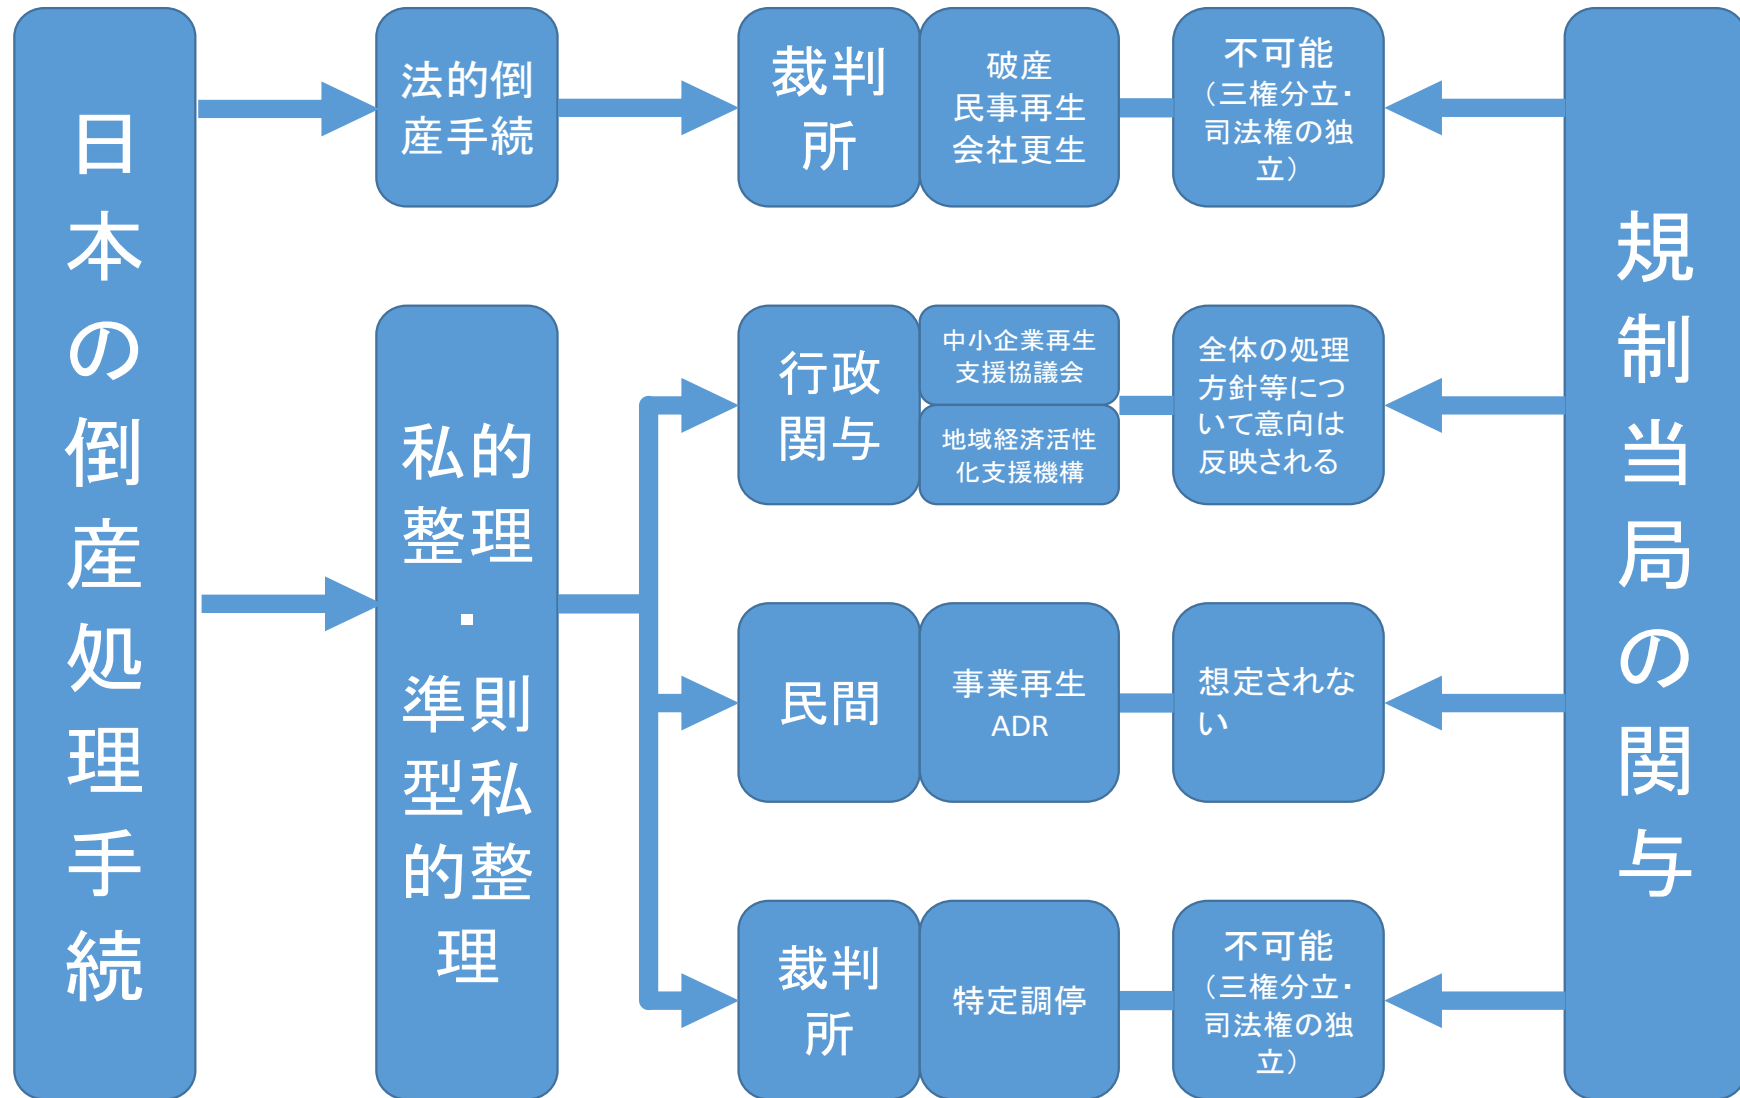 日本の倒産処理手続
法的倒
産手続
裁判
所
破産
民事再生
会社更生
不可能
（三権分立・
司法権の独
立）
私的
整理
・
準則
型私
的整
理
行政
関与
中小企業再生
支援協議会
地域経済活性
化支援機構
全体の処理
方針等につ
いて意向は
反映される
民間
事業再生
ADR
想定されな
い
裁判
所
特定調停
不可能
（三権分立・
司法権の独
立）
規制当局の関与